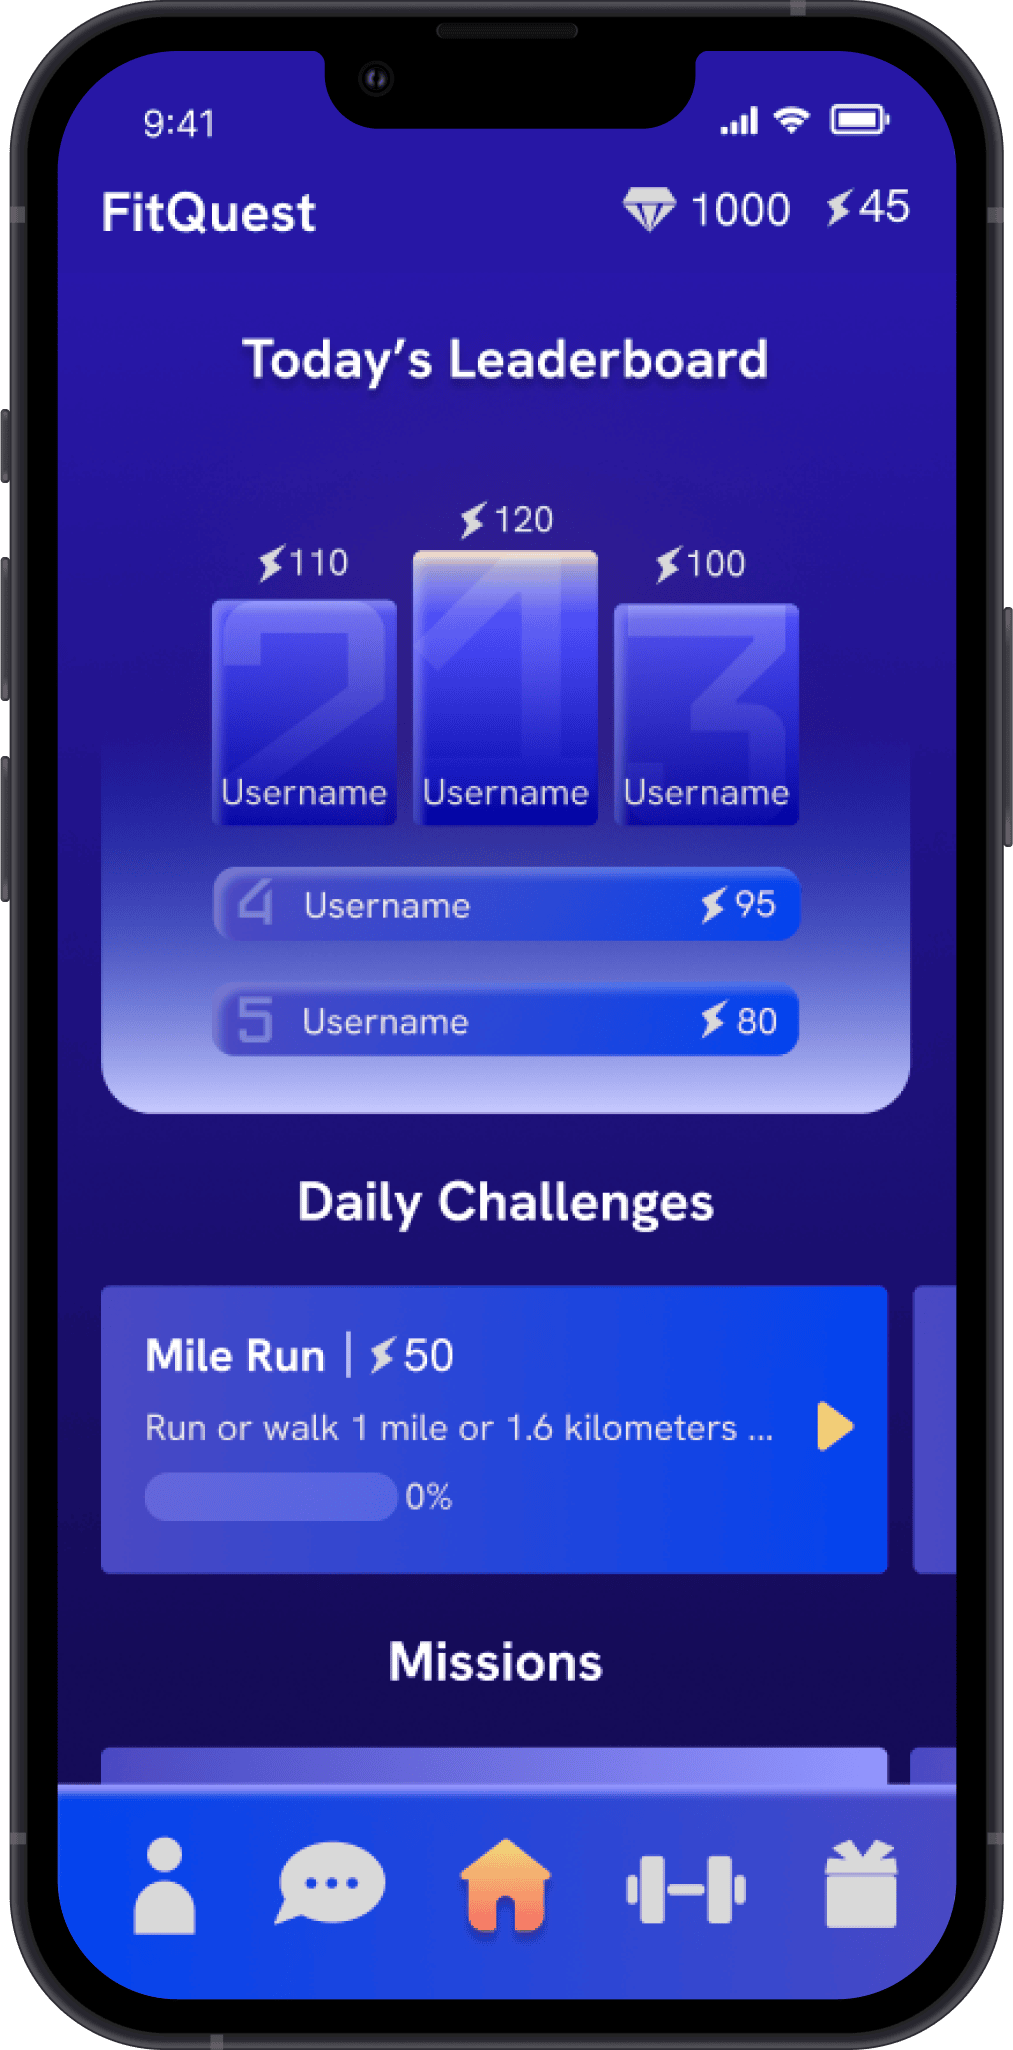 9:41
FitQuest 1000 45
Today’s Leaderboard
120
110 100
2 1 3
Username Username Username
4 Username 95
5 Username 80
Daily Challenges
Mile Run | 50
Run or walk 1 mile or 1.6 kilometers ...
0%
Missions